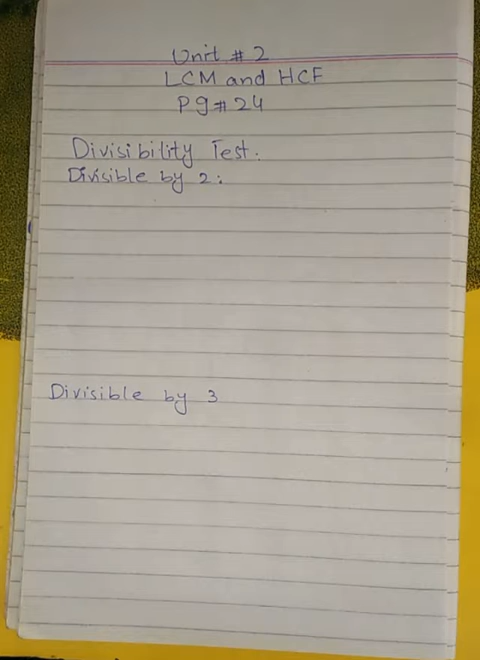 Unit # 2
LCM and HCF
Pg # 24
Divisibility Test.
Divisible by 2:
Divisible by 3